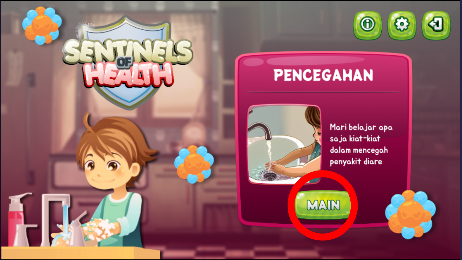 SENTINELS
OF
HEALTH
PENCEGAHAN
Mari belajar apa
saja kiat-kiat
dalam mencegah
penyakit diare
MAIN